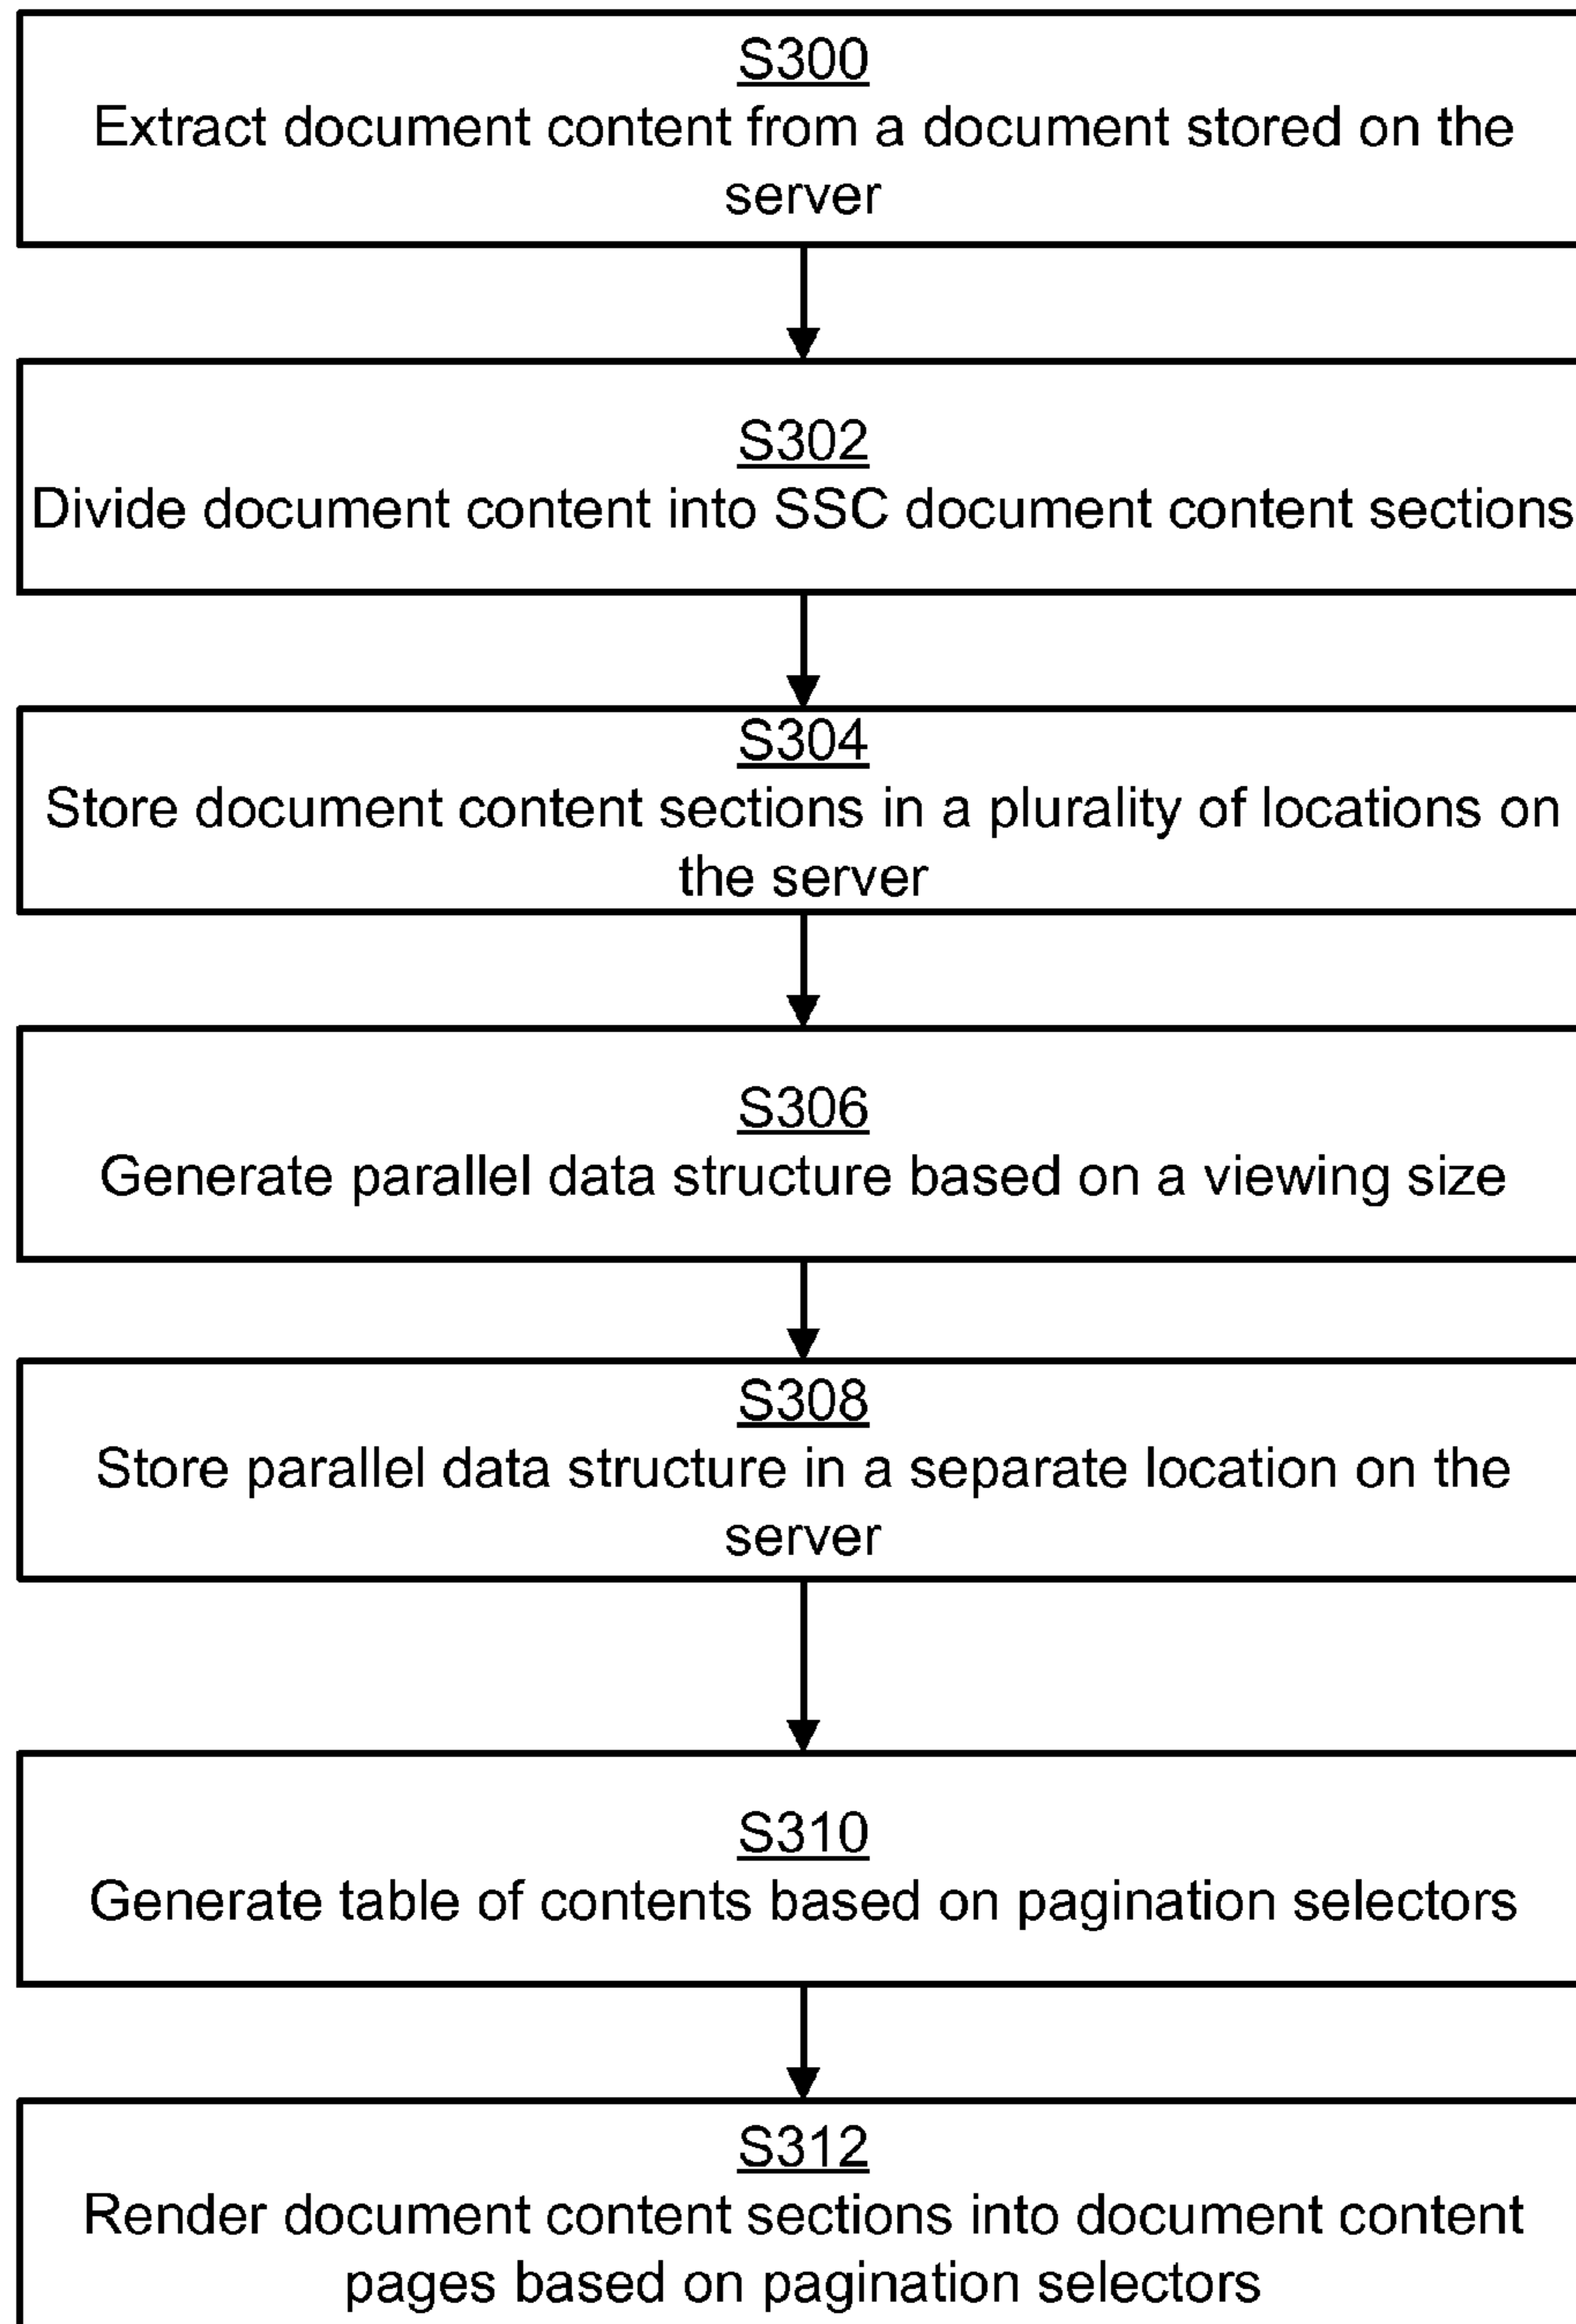 S300
Extract document content from a document stored on the
server
S302
Divide document content into SSC document content sections
S304
Store document content sections in a plurality of locations on
the server
S306
Generate parallel data structure based on a viewing size
S308
Store parallel data structure in a separate location on the
server
S310
Generate table of contents based on pagination selectors
S312
Render document content sections into document content
pages based on pagination selectors